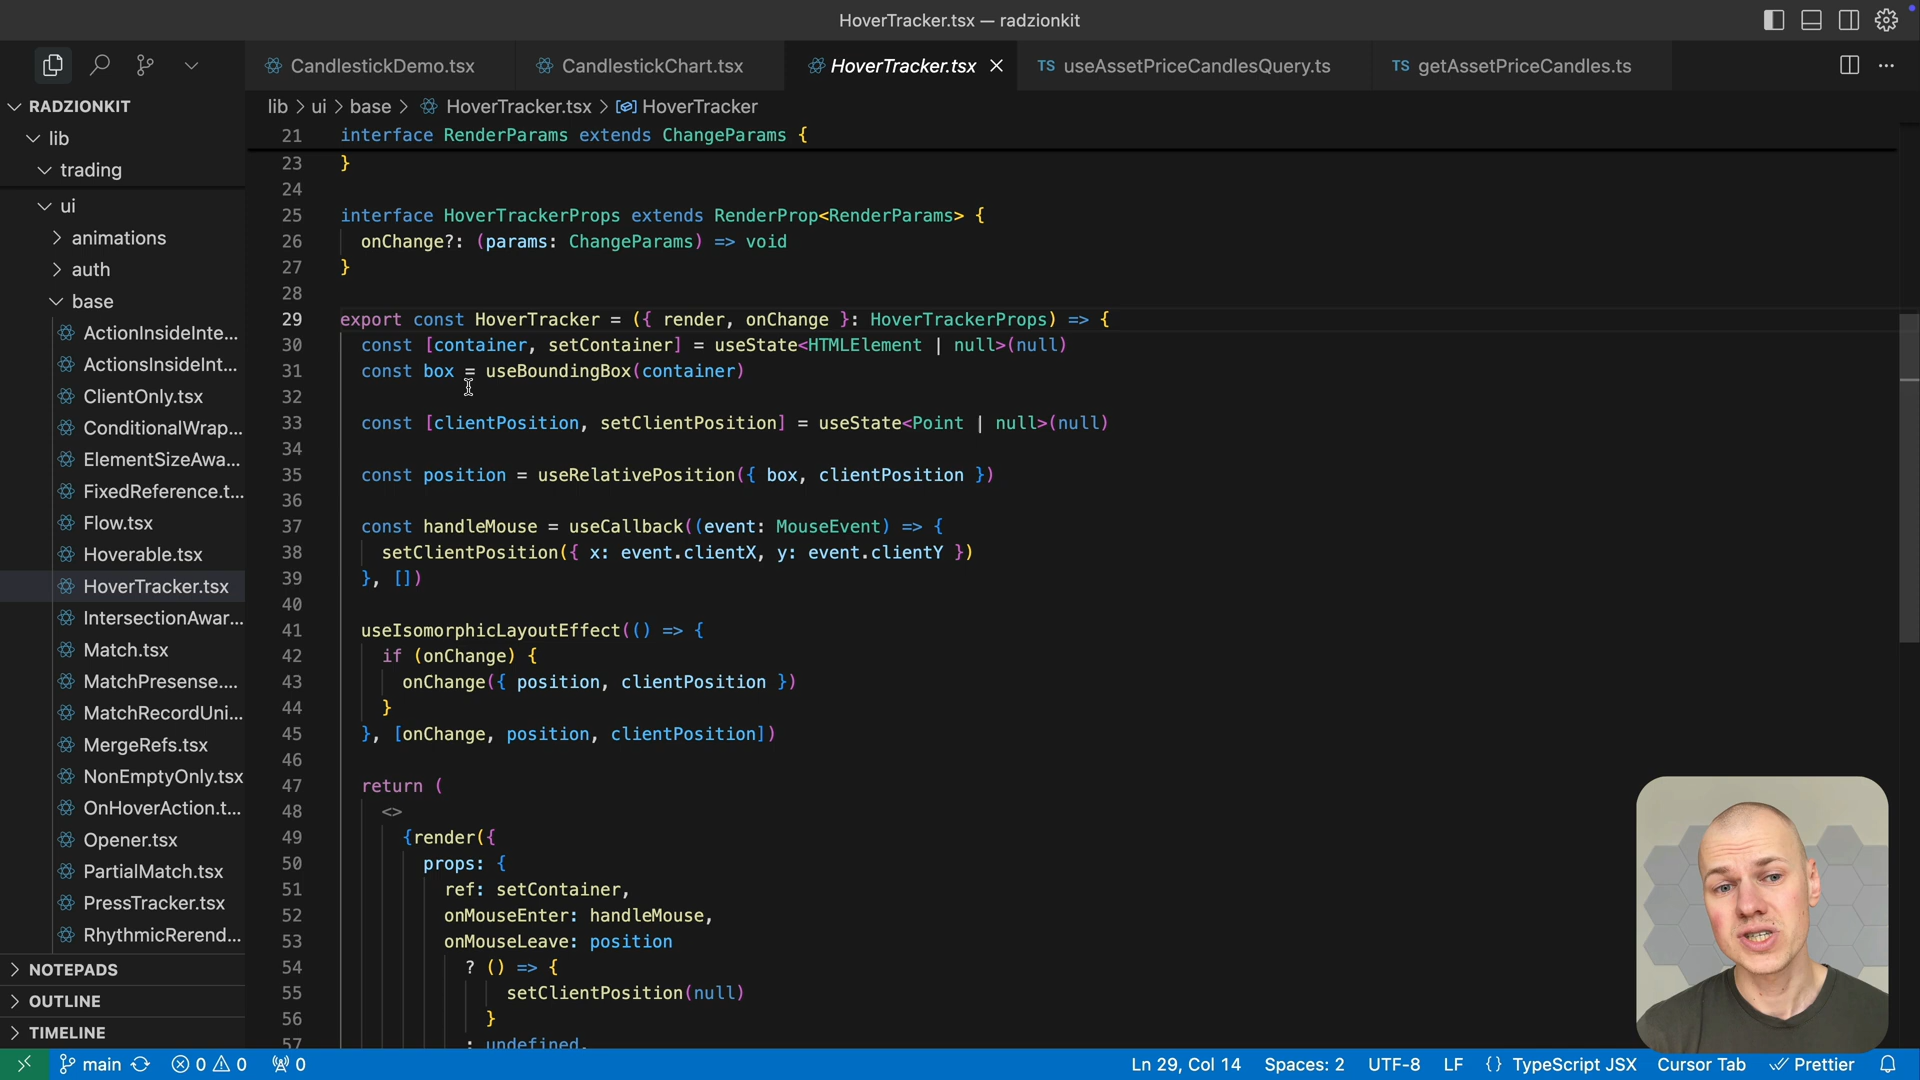 HoverTracker.tsx — radzionkit
CandlestickDemo.tsx
CandlestickChart.tsx
HoverTracker.tsx
TS useAssetPriceCandlesQuery.ts
TS getAssetPriceCandles.ts
RADZIONKIT
lib
trading
ui
animations
auth
base
ActionInsideInte...
ActionsInsideInt...
ClientOnly.tsx
ConditionalWrap...
ElementSizeAwa...
FixedReference.t...
Flow.tsx
Hoverable.tsx
HoverTracker.tsx
IntersectionAwar...
Match.tsx
MatchPresense....
MatchRecordUni...
MergeRefs.tsx
NonEmptyOnly.tsx
OnHoverAction.t...
Opener.tsx
PartialMatch.tsx
PressTracker.tsx
RhythmicRerend...
NOTEPADS
OUTLINE
TIMELINE
lib > ui > base > HoverTracker.tsx > HoverTracker
21 interface RenderParams extends ChangeParams {
23 }
24
25 interface HoverTrackerProps extends RenderProp<RenderParams> {
26 onChange?: (params: ChangeParams) => void
27 }
28
29 export const HoverTracker = ({ render, onChange }: HoverTrackerProps) => {
30 const [container, setContainer] = useState<HTMLElement | null>(null)
31 const box = useBoundingBox(container)
32
33 const [clientPosition, setClientPosition] = useState<Point | null>(null)
34
35 const position = useRelativePosition({ box, clientPosition })
36
37 const handleMouse = useCallback((event: MouseEvent) => {
38 setClientPosition({ x: event.clientX, y: event.clientY })
39 }, [])
40
41 useIsomorphicLayoutEffect(() => {
42 if (onChange) {
43 onChange({ position, clientPosition })
44 }
45 }, [onChange, position, clientPosition])
46
47 return (
48 <>
49 {render({
50 props: {
51 ref: setContainer,
52 onMouseEnter: handleMouse,
53 onMouseLeave: position
54 ? () => {
55 setClientPosition(null)
56 }
57 : undefined,
main 0 0 0
Ln 29, Col 14 Spaces: 2 UTF-8 LF {} TypeScript JSX Cursor Tab Prettier